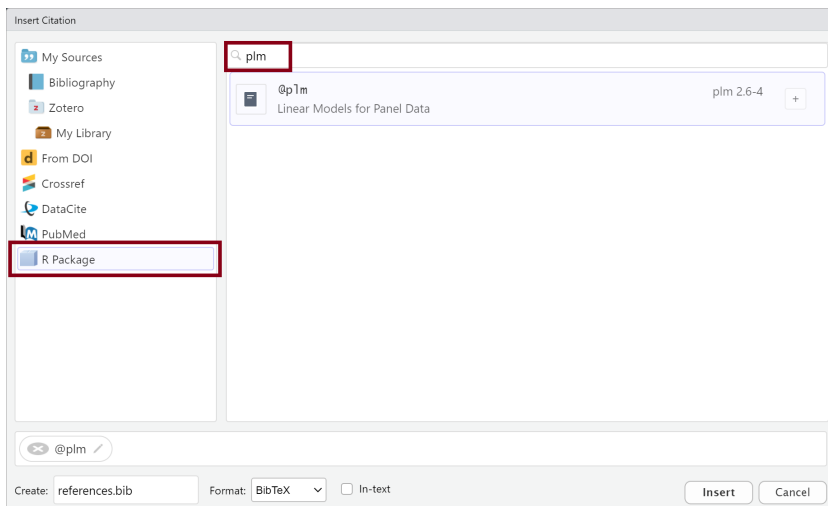 Insert Citation
My Sources
Bibliography
Zotero
My Library
From DOI
Crossref
DataCite
PubMed
R Package
plm
@plm
plm 2.6-4
Linear Models for Panel Data
@plm
Create: references.bib Format: BibTeX In-text Insert Cancel